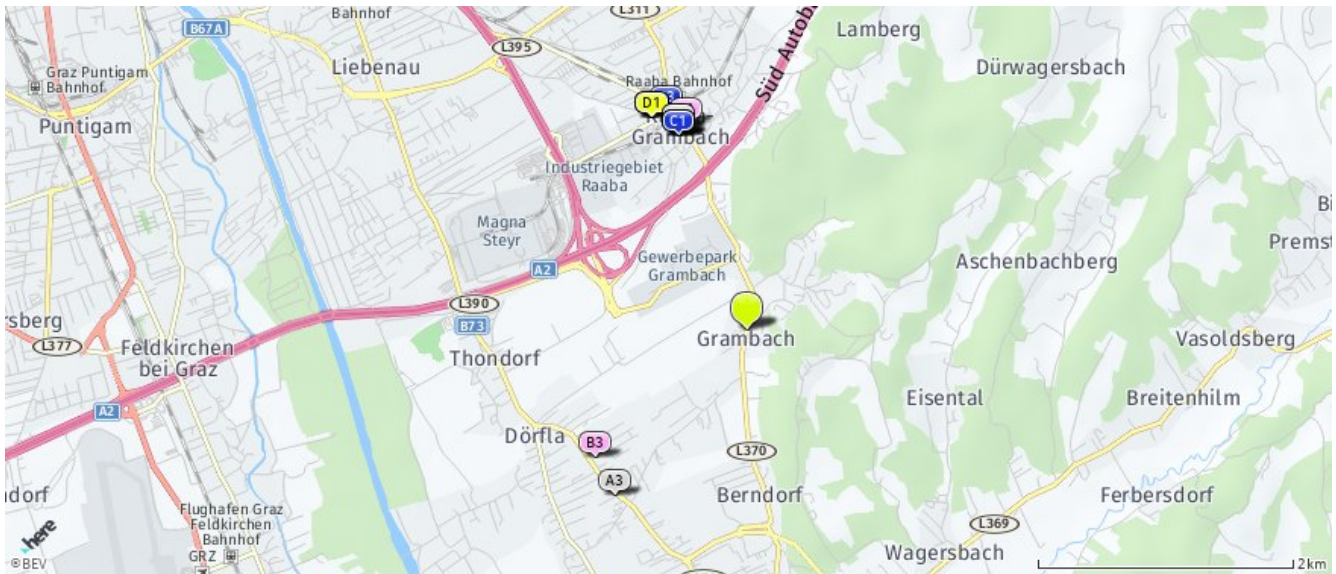 Bahnhof
L311
B67A
L395
Lamberg
Süd Autob
Liebenau
Graz Puntigam
Bahnhof
Raaba Bahnhof
Dürwagersbach
Puntigam
D1
C1
Grambach
Industriegebiet
Raaba
Magna
Steyr
Gewerbepark
Grambach
A2
Bi
Premst
Aschenbachberg
L390
B73
rsberg
L377
Feldkirchen
bei Graz
Thondorf
Grambach
Vasoldsberg
A2
Eisental
Breitenhilm
Dörfla
B3
L370
A3
ndorf
Berndorf
Ferbersdorf
Flughafen Graz
Feldkirchen
Bahnhof
GRZ
L369
Wagersbach
here
©BEV
2km